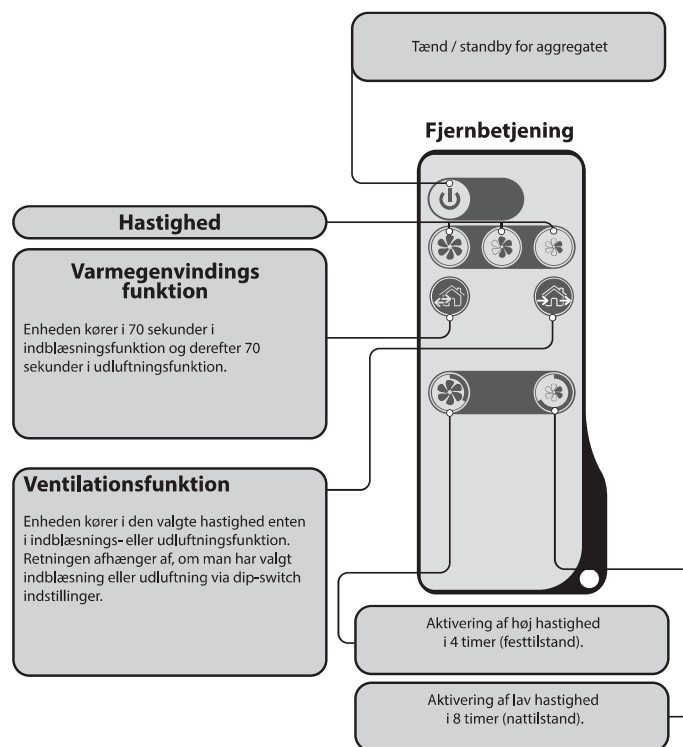 Tænd / standby for aggregatet
Fjernbetjening
Hastighed
Varmegenvindings
funktion
Enheden kører i 70 sekunder i
indblæsningsfunktion og derefter 70
sekunder i udluftningsfunktion.
Ventilationsfunktion
Enheden kører i den valgte hastighed enten
i indblæsnings- eller udluftningsfunktion.
Retningen afhænger af, om man har valgt
indblæsning eller udluftning via dip-switch
indstillinger.
Aktivering af høj hastighed
i 4 timer (festtilstand).
Aktivering af lav hastighed
i 8 timer (nattilstand).